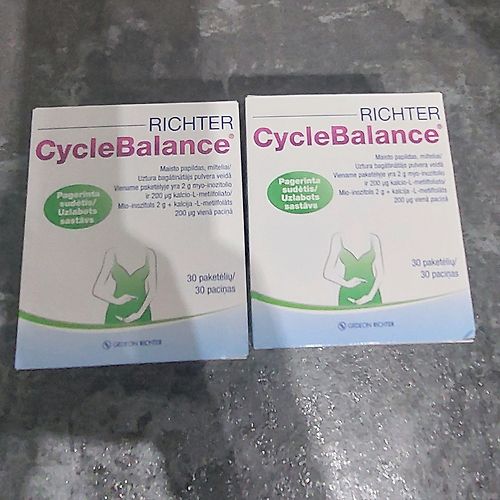 RICHTER
CycleBalance®
Maisto papildas, milteliai/
Uztura bagātinātājs pulvera veidā
Viename paketėlyje yra 2 g myo-inozitolio
ir 200 µg kalcio-L-metilfolato/
Mio-inozitols 2 g + kalcija -L-metilfolāts
200 µg vienā paciņā
Pagerinta
sudėtis/
Uzlabots
sastāvs
30 paketėlių/
30 paciņas
GEDEON RICHTER
RICHTER
CycleBalance®
Maisto papildas, milteliai/
Uztura bagātinātājs pulvera veidā
Viename paketėlyje yra 2 g myo-inozitolio
ir 200 µg kalcio-L-metilfolato/
Mio-inozitols 2 g + kalcija -L-metilfolāts
200 µg vienā paciņā
Pagerinta
sudėtis/
Uzlabots
sastāvs
30 paketėlių/
30 paciņas
GEDEON RICHTER